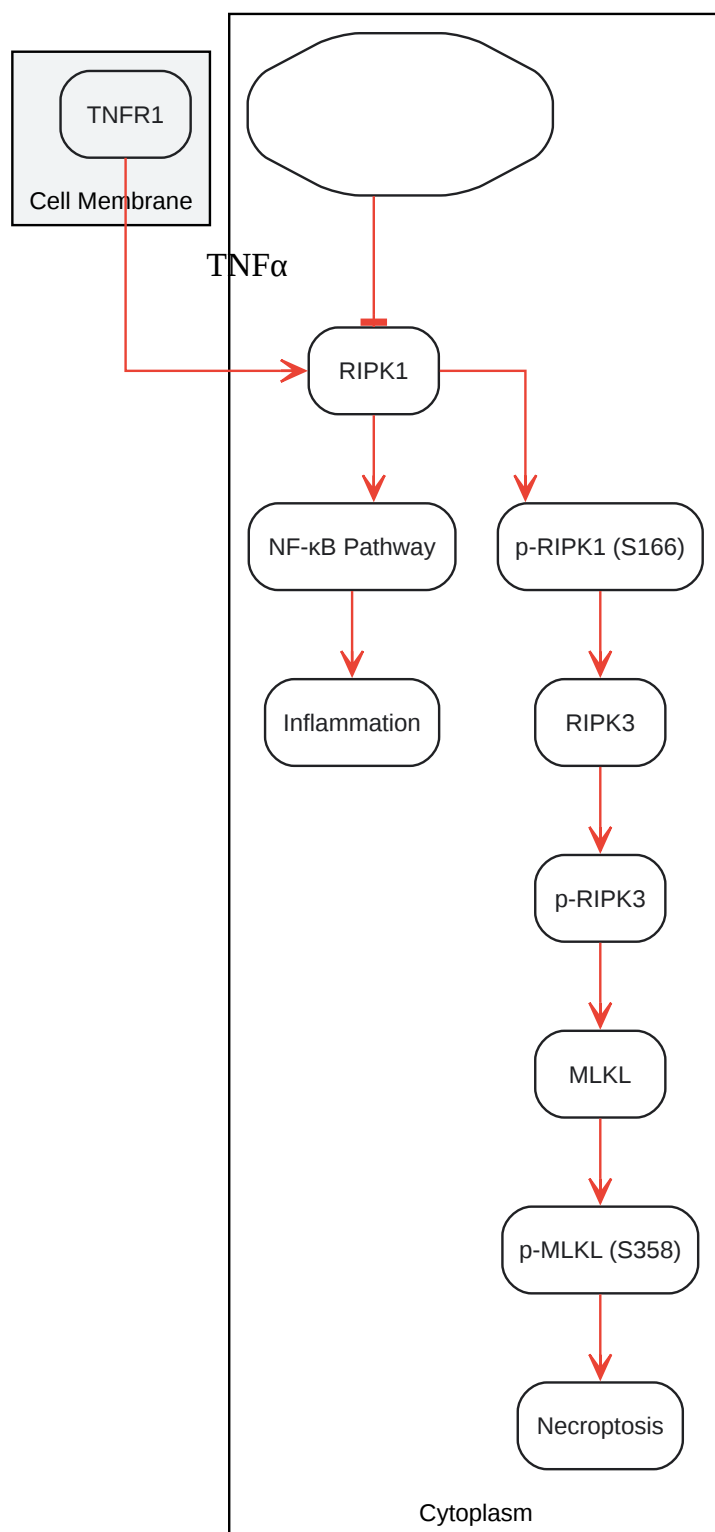 TNFR1
Cell Membrane
TNFα
RIPK1
NF-κB Pathway
p-RIPK1 (S166)
Inflammation
RIPK3
p-RIPK3
MLKL
p-MLKL (S358)
Necroptosis
Cytoplasm